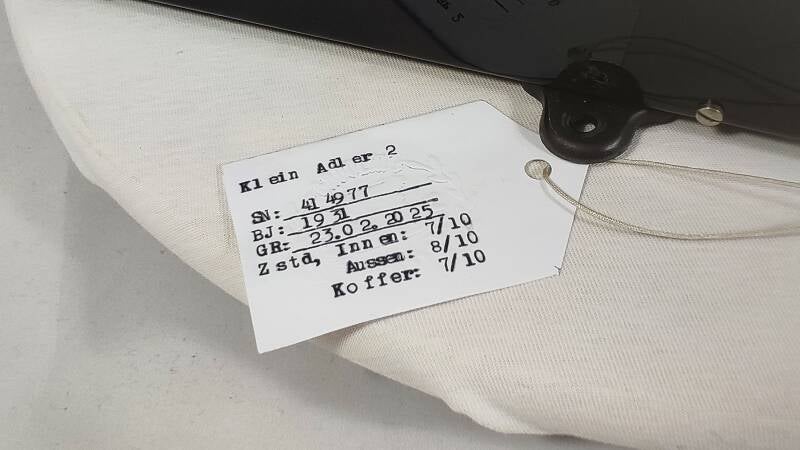 Klein Adler 2
SN: 414977
BJ: 1931
GR: 23.02.2025
Zstd, Innen: 7/10
Aussen: 8/10
Koffer: 7/10